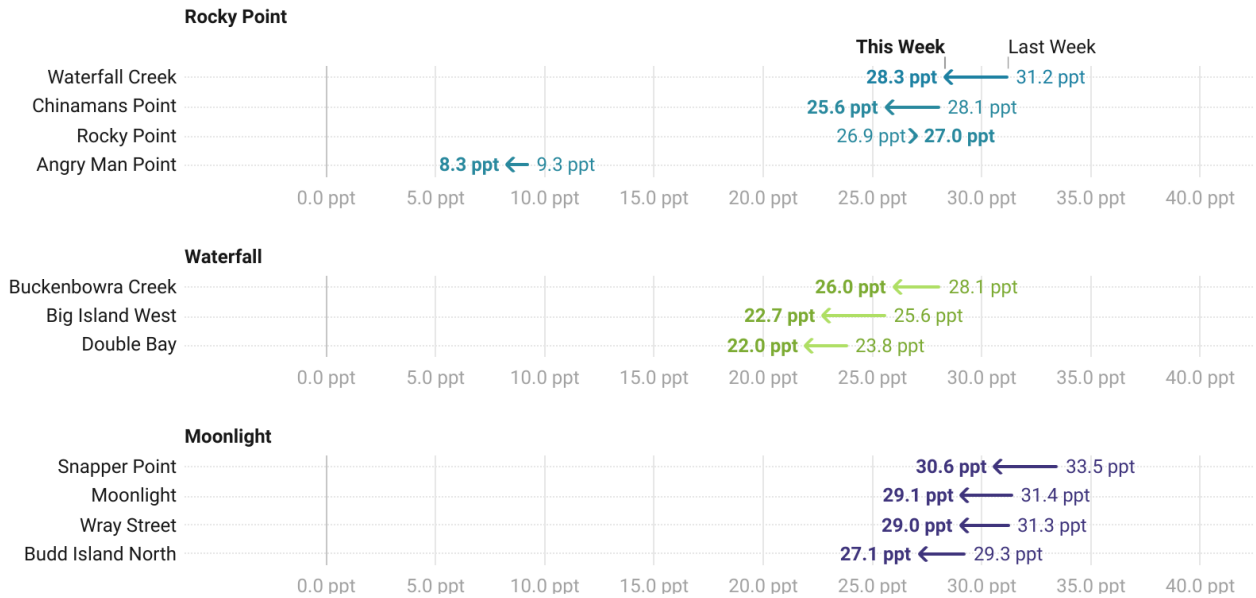 Rocky Point
This Week Last Week
Waterfall Creek 28.3 ppt 31.2 ppt
Chinamans Point 25.6 ppt 28.1 ppt
Rocky Point 26.9 ppt 27.0 ppt
Angry Man Point 8.3 ppt 9.3 ppt
0.0 ppt 5.0 ppt 10.0 ppt 15.0 ppt 20.0 ppt 25.0 ppt 30.0 ppt 35.0 ppt 40.0 ppt
Waterfall
Buckenbowra Creek 26.0 ppt 28.1 ppt
Big Island West 22.7 ppt 25.6 ppt
Double Bay 22.0 ppt 23.8 ppt
0.0 ppt 5.0 ppt 10.0 ppt 15.0 ppt 20.0 ppt 25.0 ppt 30.0 ppt 35.0 ppt 40.0 ppt
Moonlight
Snapper Point 30.6 ppt 33.5 ppt
Moonlight 29.1 ppt 31.4 ppt
Wray Street 29.0 ppt 31.3 ppt
Budd Island North 27.1 ppt 29.3 ppt
0.0 ppt 5.0 ppt 10.0 ppt 15.0 ppt 20.0 ppt 25.0 ppt 30.0 ppt 35.0 ppt 40.0 ppt